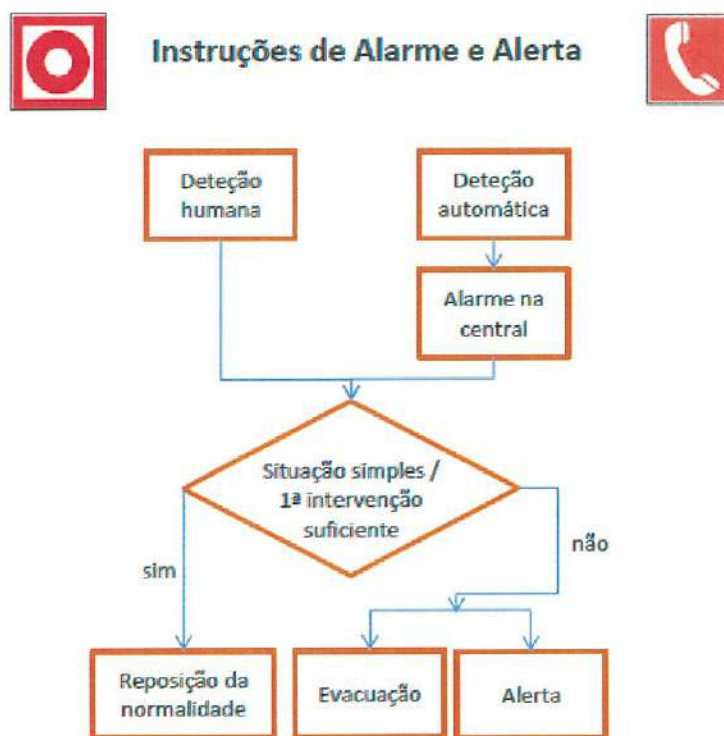 Instruções de Alarme e Alerta
Deteção
humana
Deteção
automática
Alarme na
central
Situação simples /
1ª intervenção
suficiente
não
sim
Reposição da
normalidade
Evacuação
Alerta